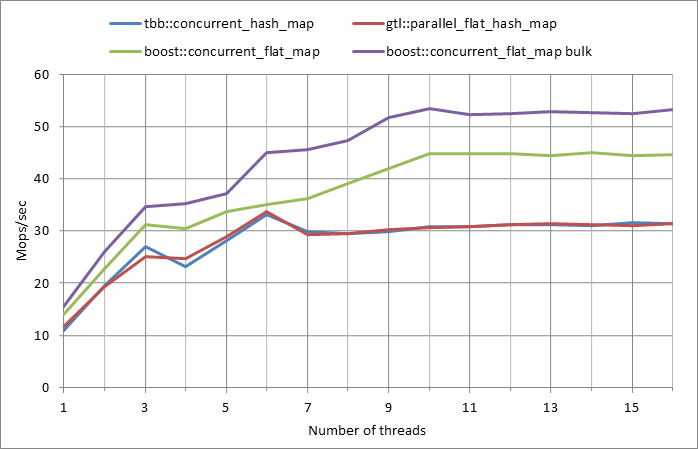 tbb::concurrent_hash_map gtl::parallel_flat_hash_map
boost::concurrent_flat_map boost::concurrent_flat_map bulk
60
50
40
30
20
10
0
Mops/sec
1 3 5 7 9 11 13 15
Number of threads